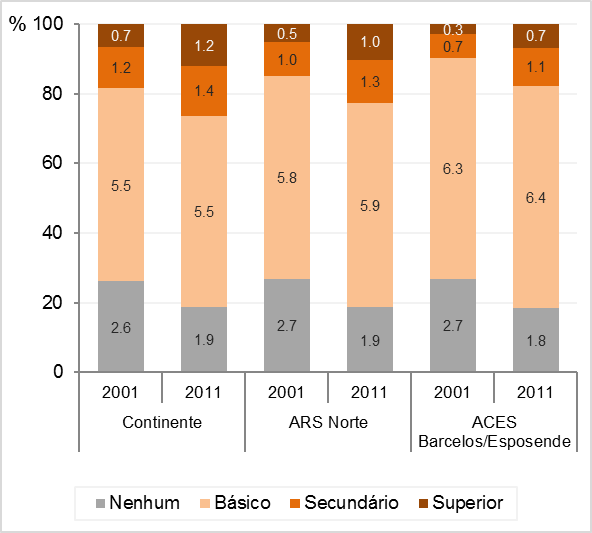 % 100
80
60
40
20
0
0.7 1.2 0.5 1.0 0.3 0.7
1.2 1.4 1.0 1.3 0.7 1.1
5.5 5.5 5.8 5.9 6.3 6.4
2.6 1.9 2.7 1.9 2.7 1.8
2001 2011 2001 2011 2001 2011
Continente ARS Norte ACES
Barcelos/Esposende
Nenhum Básico Secundário Superior